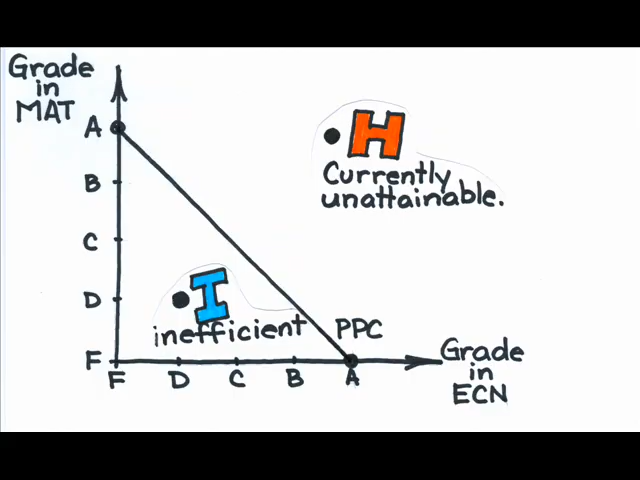 Grade
in
MAT
A
B
C
D
F
H
Currently
unattainable.
I
inefficient
PPC
F D C B A
Grade
in
ECN